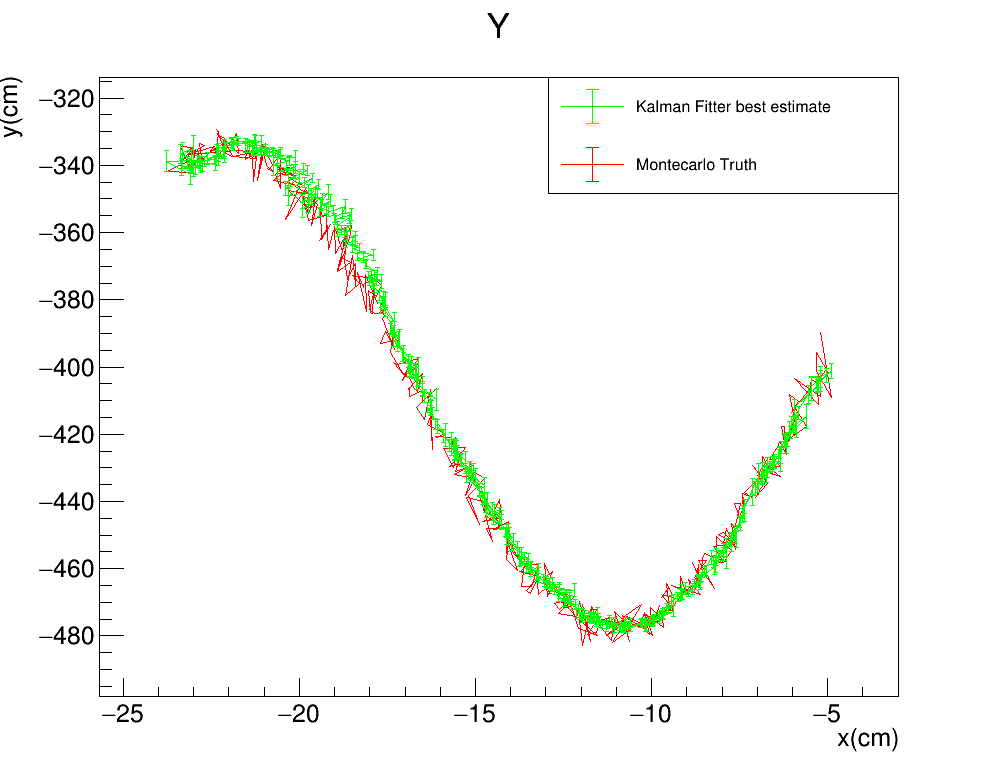 Y
y(cm)
Kalman Fitter best estimate
Montecarlo Truth
−320
−340
−360
−380
−400
−420
−440
−460
−480
−25 −20 −15 −10 −5
x(cm)